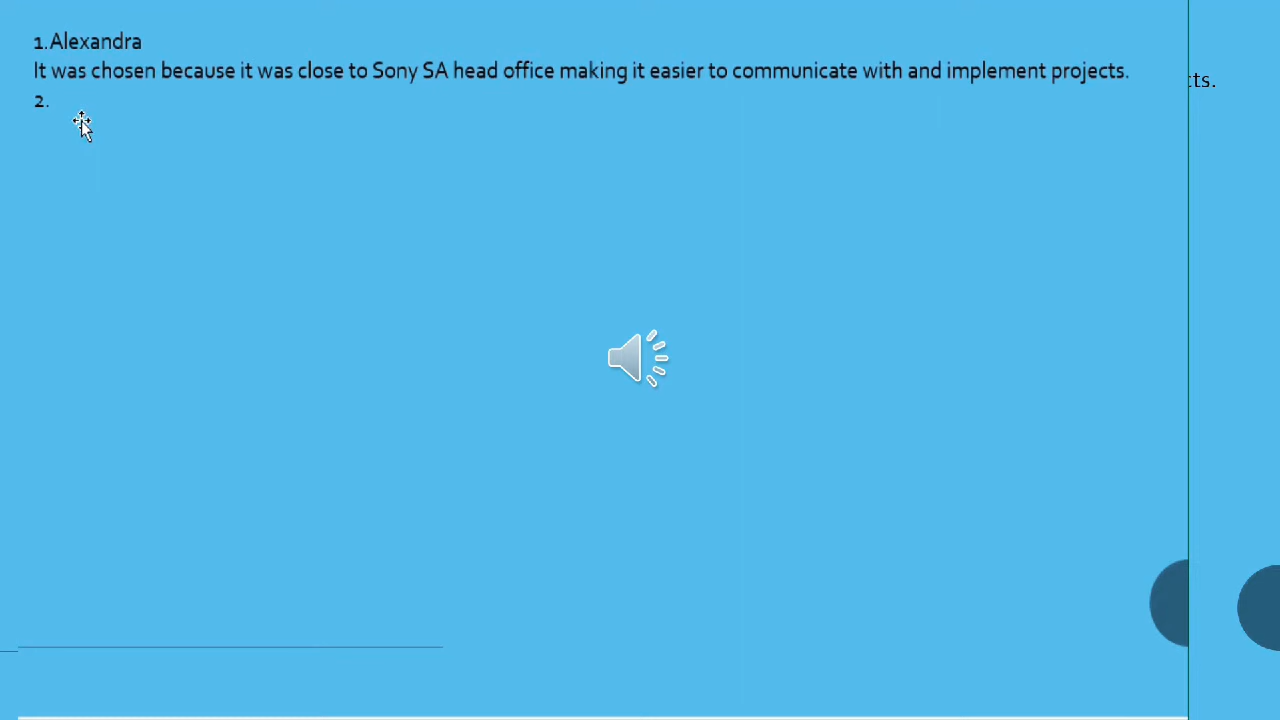 1.Alexandra
It was chosen because it was close to Sony SA head office making it easier to communicate with and implement projects.
cts.
2.